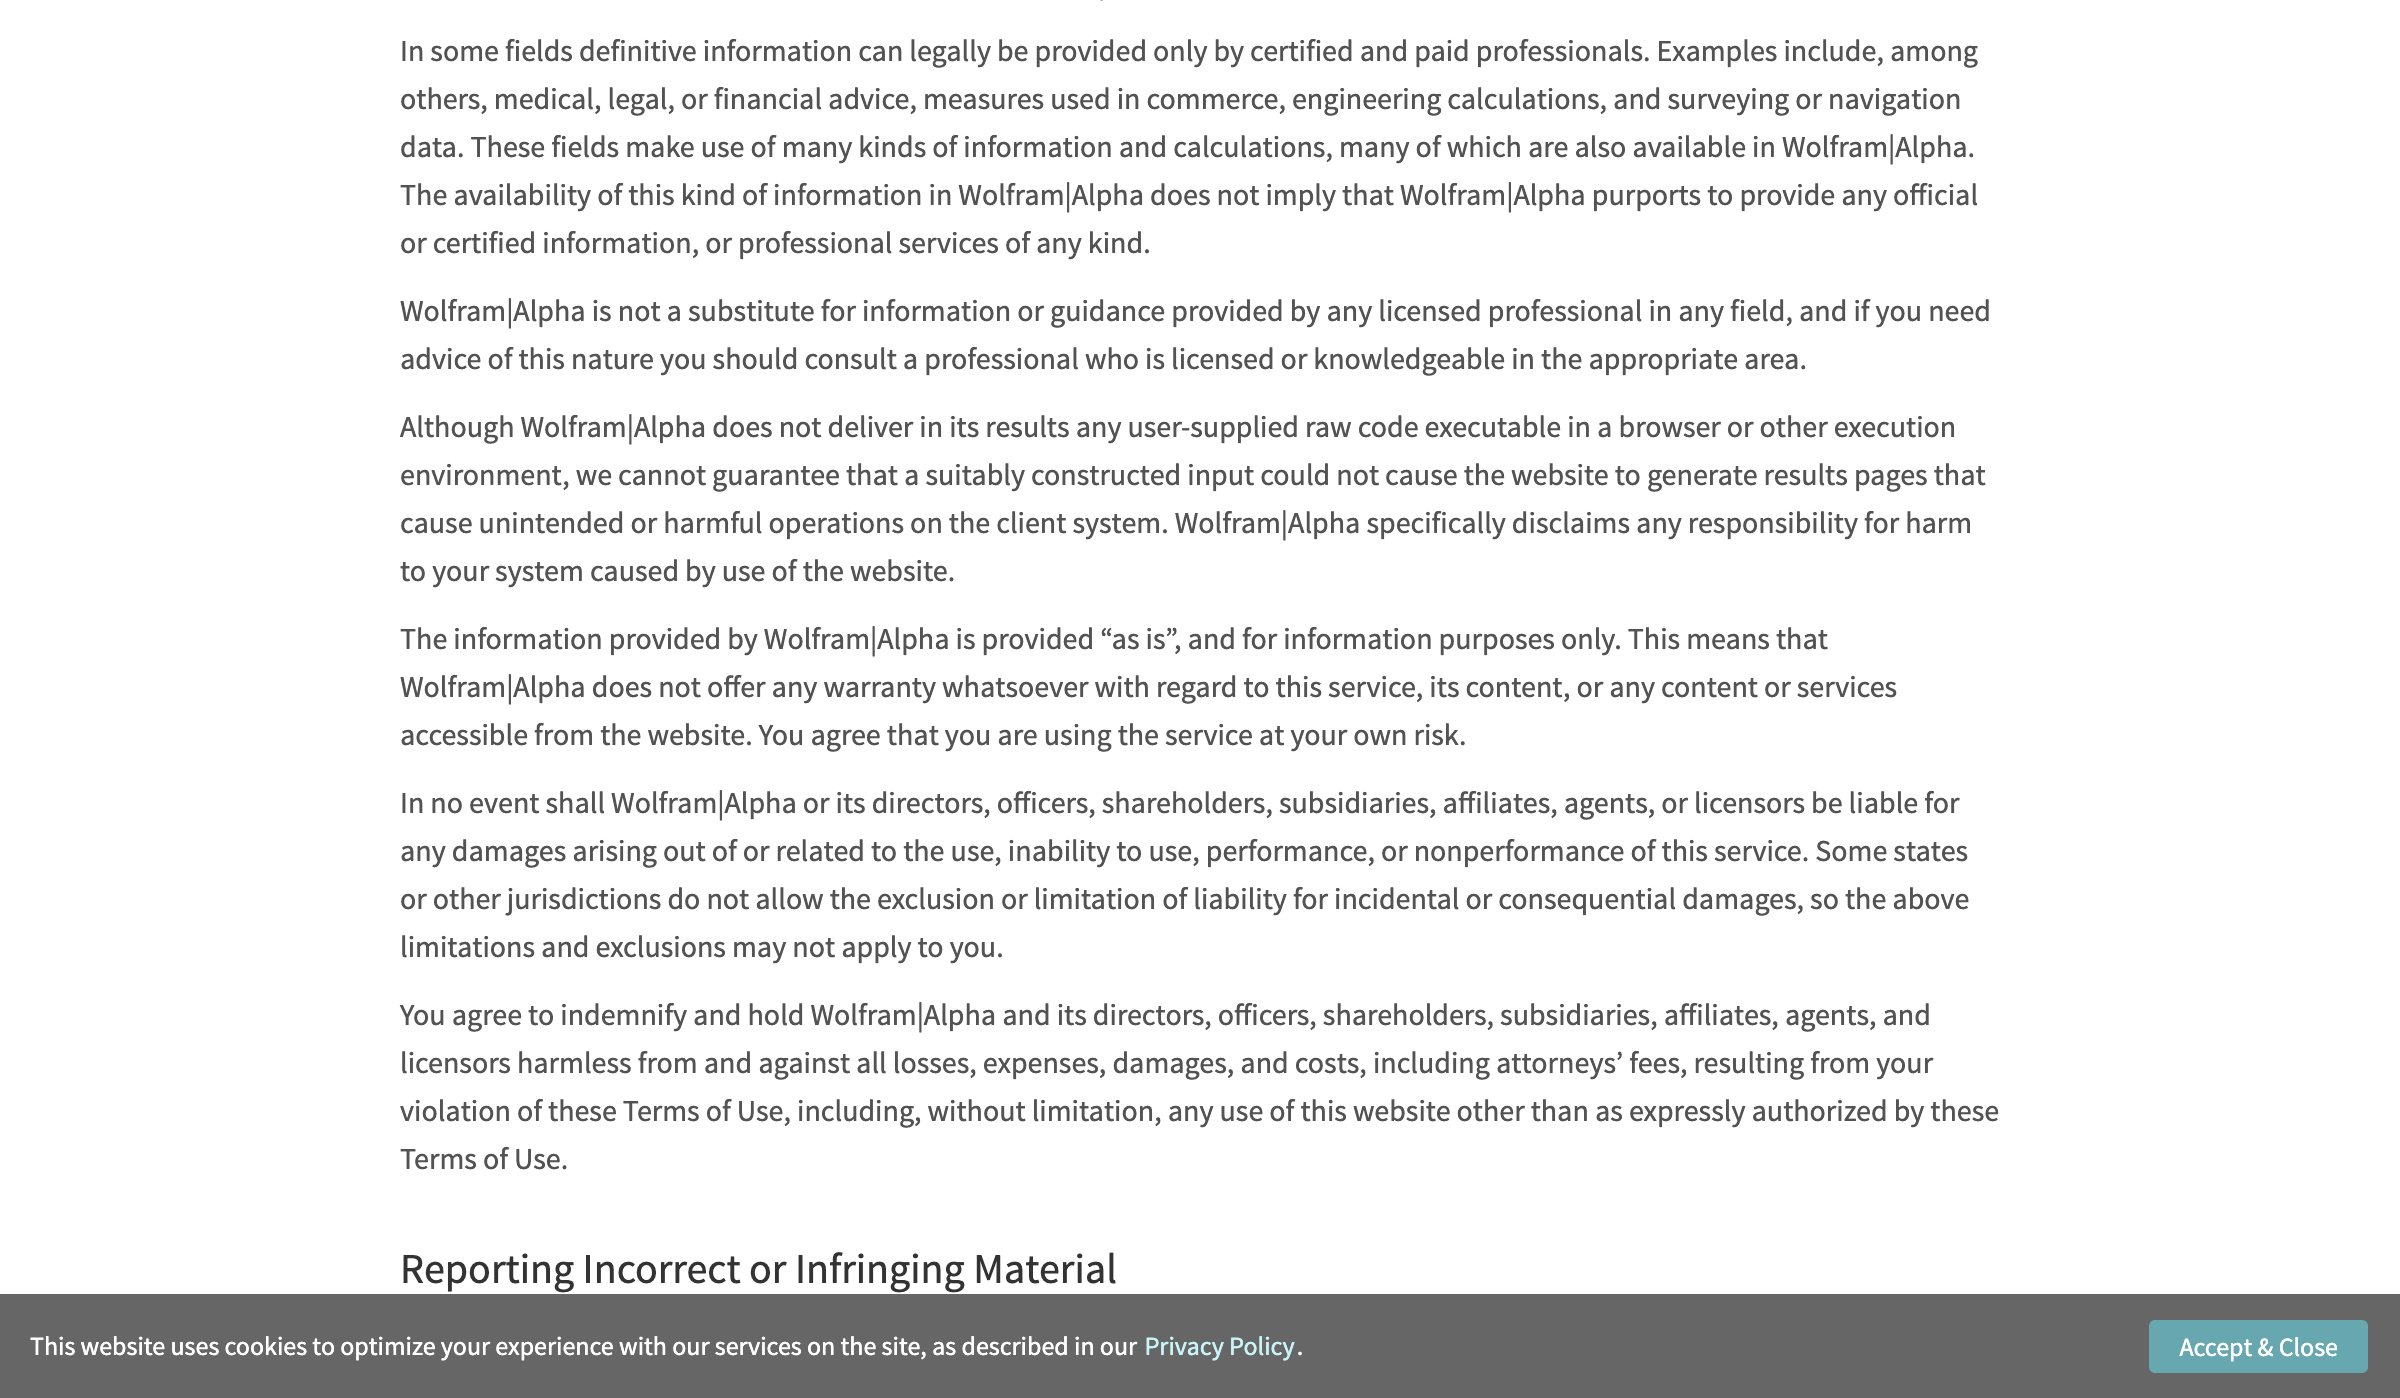 In some fields definitive information can legally be provided only by certified and paid professionals. Examples include, among
others, medical, legal, or financial advice, measures used in commerce, engineering calculations, and surveying or navigation
data. These fields make use of many kinds of information and calculations, many of which are also available in Wolfram|Alpha.
The availability of this kind of information in Wolfram|Alpha does not imply that Wolfram|Alpha purports to provide any official
or certified information, or professional services of any kind.
Wolfram|Alpha is not a substitute for information or guidance provided by any licensed professional in any field, and if you need
advice of this nature you should consult a professional who is licensed or knowledgeable in the appropriate area.
Although Wolfram|Alpha does not deliver in its results any user-supplied raw code executable in a browser or other execution
environment, we cannot guarantee that a suitably constructed input could not cause the website to generate results pages that
cause unintended or harmful operations on the client system. Wolfram|Alpha specifically disclaims any responsibility for harm
to your system caused by use of the website.
The information provided by Wolfram|Alpha is provided “as is”, and for information purposes only. This means that
Wolfram|Alpha does not offer any warranty whatsoever with regard to this service, its content, or any content or services
accessible from the website. You agree that you are using the service at your own risk.
In no event shall Wolfram|Alpha or its directors, officers, shareholders, subsidiaries, affiliates, agents, or licensors be liable for
any damages arising out of or related to the use, inability to use, performance, or nonperformance of this service. Some states
or other jurisdictions do not allow the exclusion or limitation of liability for incidental or consequential damages, so the above
limitations and exclusions may not apply to you.
You agree to indemnify and hold Wolfram|Alpha and its directors, officers, shareholders, subsidiaries, affiliates, agents, and
licensors harmless from and against all losses, expenses, damages, and costs, including attorneys’ fees, resulting from your
violation of these Terms of Use, including, without limitation, any use of this website other than as expressly authorized by these
Terms of Use.
Reporting Incorrect or Infringing Material
This website uses cookies to optimize your experience with our services on the site, as described in our Privacy Policy.
Accept & Close